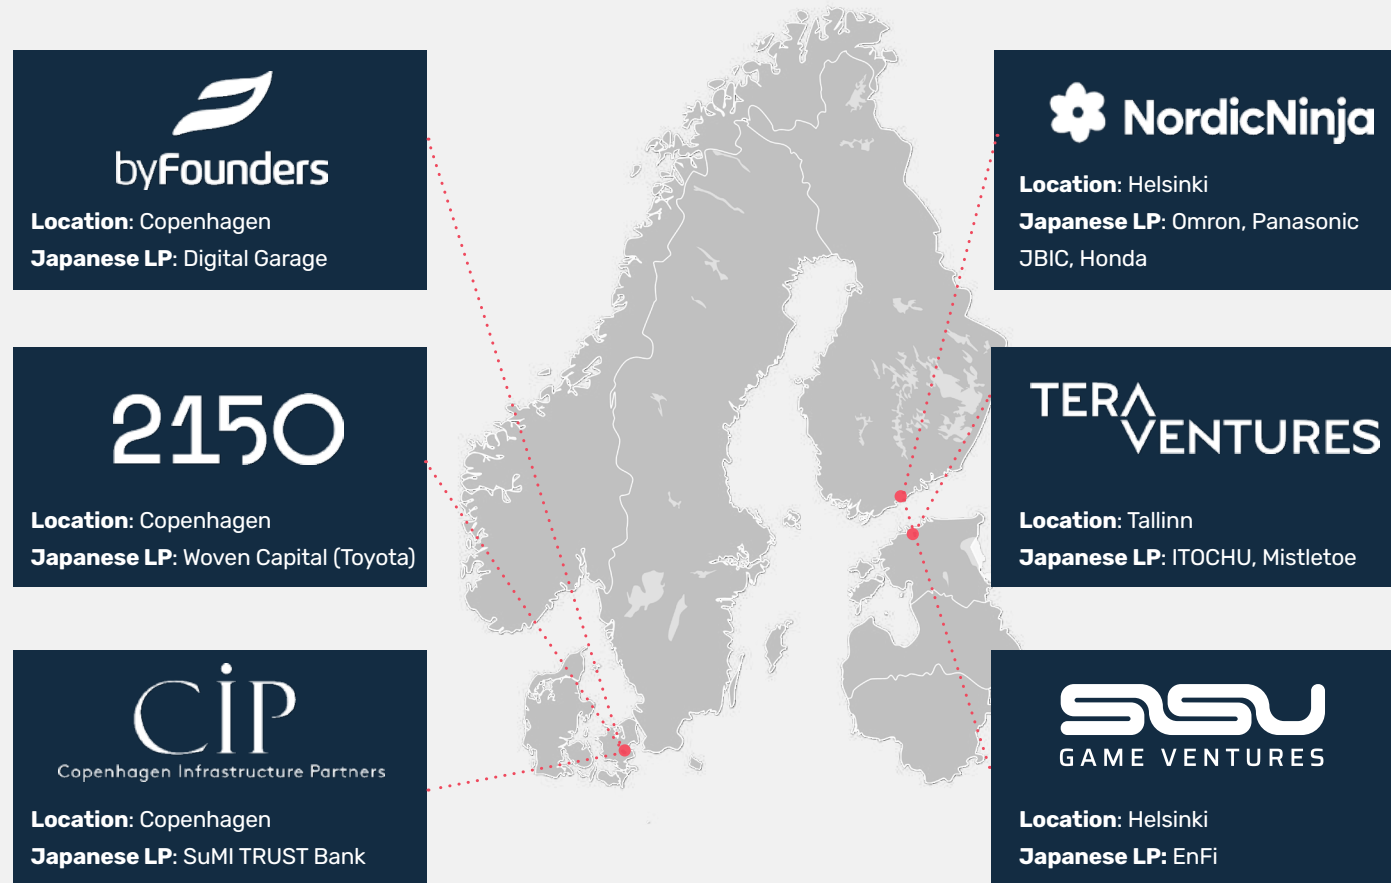 byFounders
Location: Copenhagen
Japanese LP: Digital Garage
2150
Location: Copenhagen
Japanese LP: Woven Capital (Toyota)
CIP
Copenhagen Infrastructure Partners
Location: Copenhagen
Japanese LP: SuMI TRUST Bank
NordicNinja
Location: Helsinki
Japanese LP: Omron, Panasonic
JBIC, Honda
TERA
VENTURES
Location: Tallinn
Japanese LP: ITOCHU, Mistletoe
SISU
GAME VENTURES
Location: Helsinki
Japanese LP: EnFi